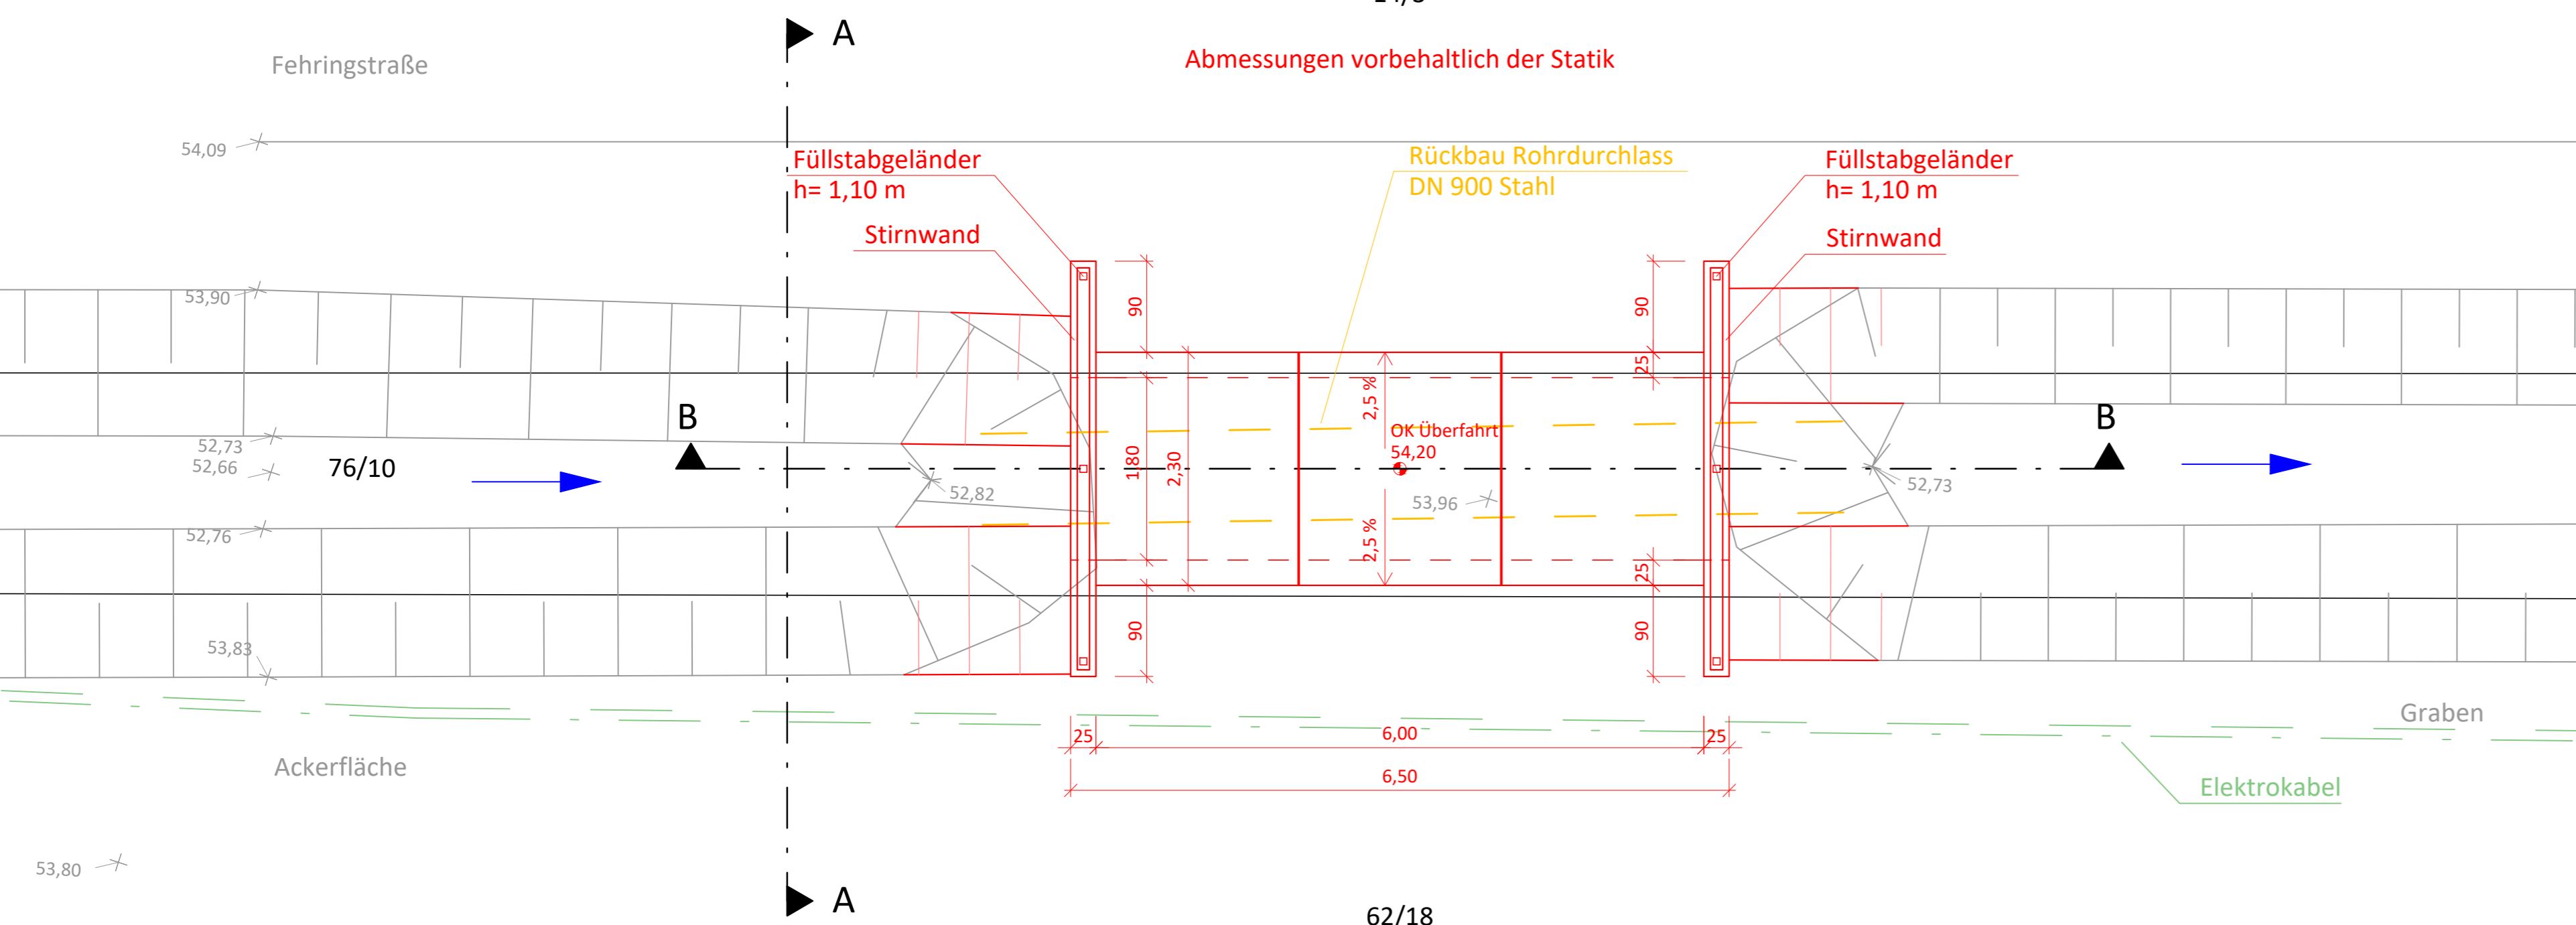 A
Fehringstraße
Abmessungen vorbehaltlich der Statik
54,09
Füllstabgeländer
h= 1,10 m
Stirnwand
Rückbau Rohrdurchlass
DN 900 Stahl
Füllstabgeländer
h= 1,10 m
Stirnwand
53,90
90
90
25
2,5 %
B
B
OK Überfahrt
54,20
52,73
52,66
76/10
1,80
2,30
52,82
53,96
52,73
52,76
2,5 %
25
90
90
53,83
25
6,00
25
Graben
6,50
Ackerfläche
Elektrokabel
53,80
A
62/18